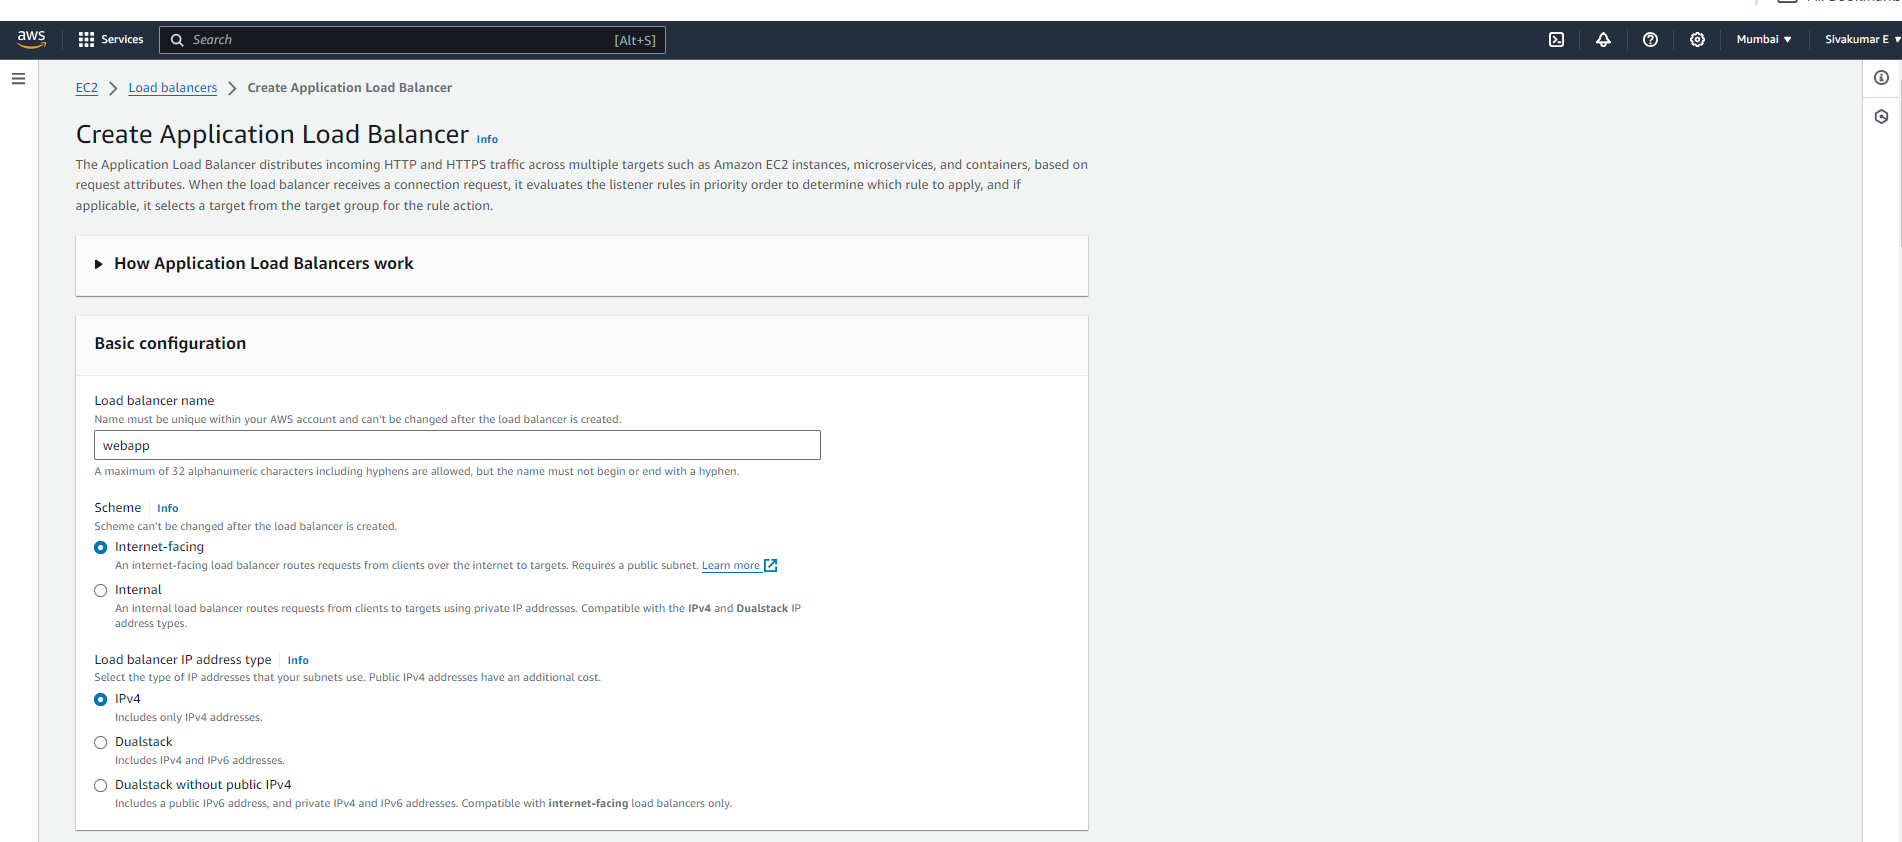 aws
Services
Search
[Alt+S]
Mumbai
Sivakumar E
EC2
Load balancers
Create Application Load Balancer
Create Application Load Balancer Info
The Application Load Balancer distributes incoming HTTP and HTTPS traffic across multiple targets such as Amazon EC2 instances, microservices, and containers, based on
request attributes. When the load balancer receives a connection request, it evaluates the listener rules in priority order to determine which rule to apply, and if
applicable, it selects a target from the target group for the rule action.
How Application Load Balancers work
Basic configuration
Load balancer name
Name must be unique within your AWS account and can't be changed after the load balancer is created.
webapp
A maximum of 32 alphanumeric characters including hyphens are allowed, but the name must not begin or end with a hyphen.
Scheme Info
Scheme can't be changed after the load balancer is created.
Internet-facing
An internet-facing load balancer routes requests from clients over the internet to targets. Requires a public subnet. Learn more
Internal
An internal load balancer routes requests from clients to targets using private IP addresses. Compatible with the IPv4 and Dualstack IP
address types.
Load balancer IP address type Info
Select the type of IP addresses that your subnets use. Public IPv4 addresses have an additional cost.
IPv4
Includes only IPv4 addresses.
Dualstack
Includes IPv4 and IPv6 addresses.
Dualstack without public IPv4
Includes a public IPv6 address, and private IPv4 and IPv6 addresses. Compatible with internet-facing load balancers only.